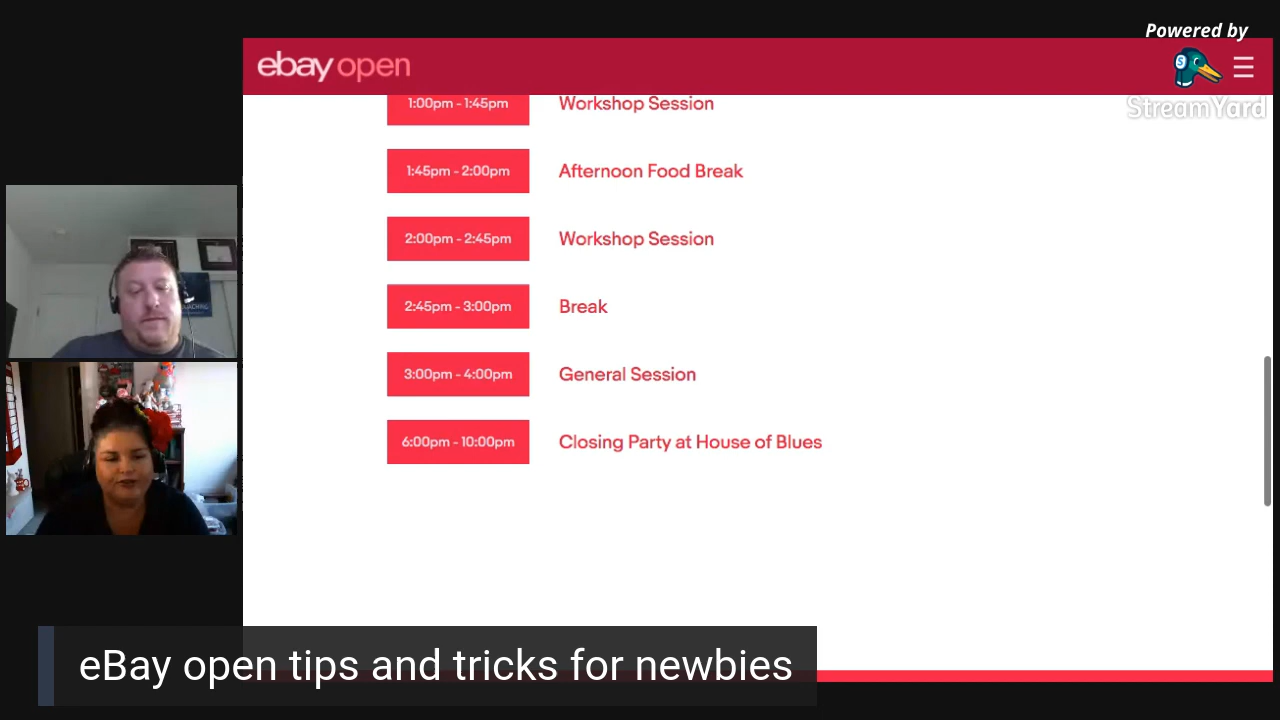 Powered by
StreamYard
ebay open
1:00pm - 1:45pm Workshop Session
1:45pm - 2:00pm Afternoon Food Break
2:00pm - 2:45pm Workshop Session
2:45pm - 3:00pm Break
3:00pm - 4:00pm General Session
6:00pm - 10:00pm Closing Party at House of Blues
eBay open tips and tricks for newbies